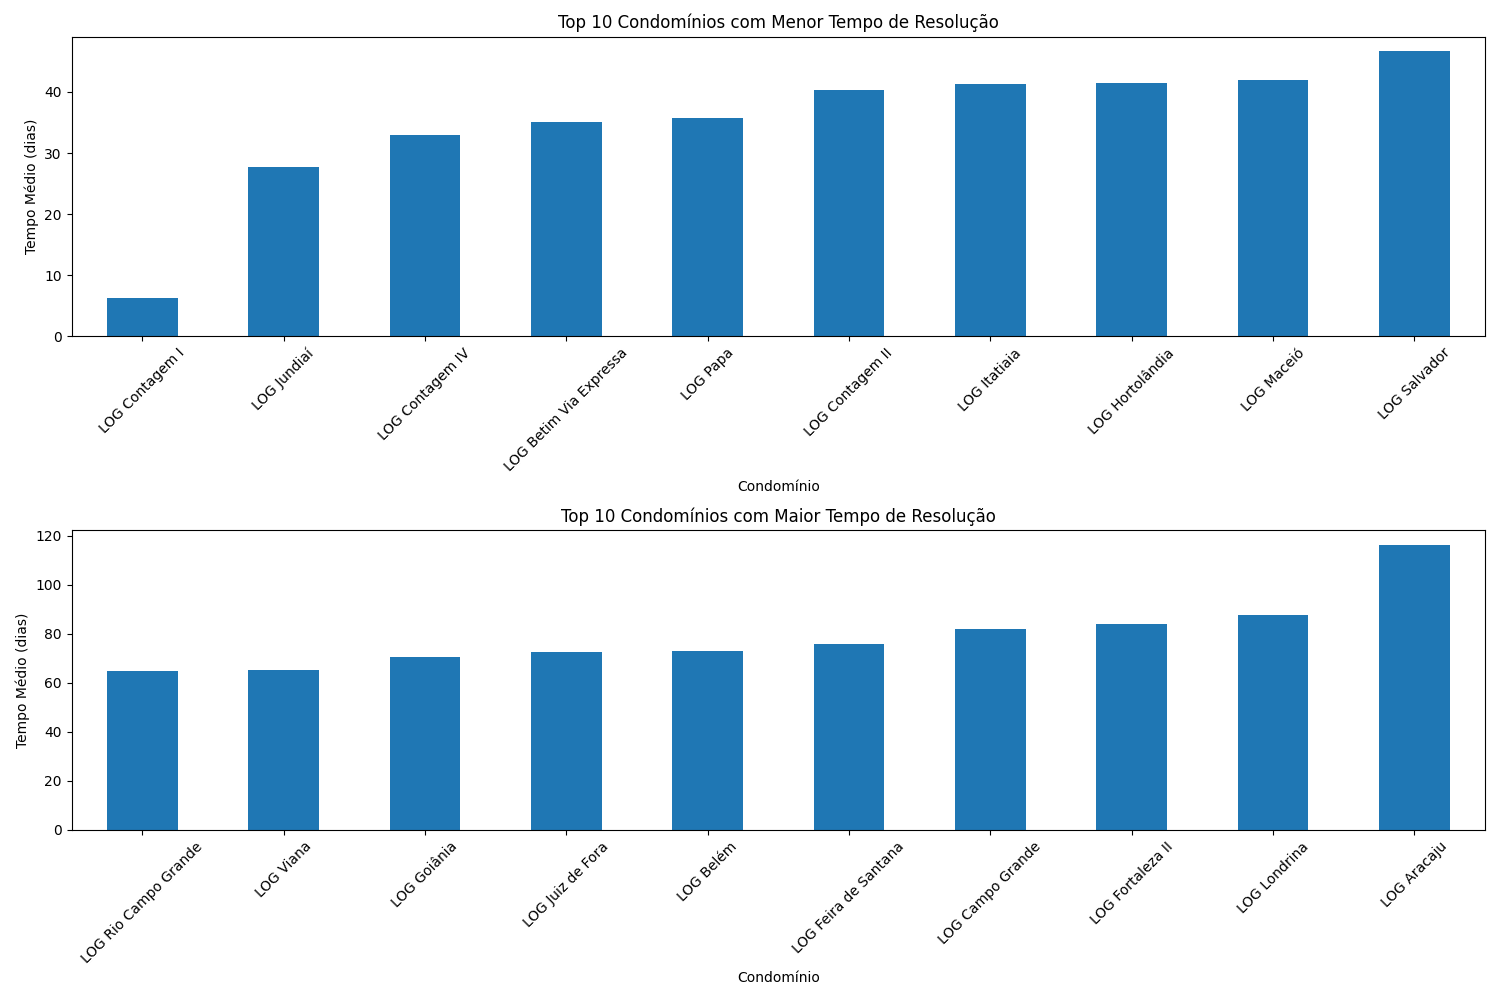 Top 10 Condomínios com Menor Tempo de Resolução
Tempo Médio (dias)
40
30
20
10
0
LOG Contagem I
LOG Jundiaí
LOG Contagem IV
LOG Betim Via Expressa
LOG Papa
LOG Contagem II
LOG Itatiaia
LOG Hortolândia
LOG Maceió
LOG Salvador
Condomínio
Top 10 Condomínios com Maior Tempo de Resolução
Tempo Médio (dias)
120
100
80
60
40
20
0
LOG Rio Campo Grande
LOG Viana
LOG Goiânia
LOG Juiz de Fora
LOG Belém
LOG Feira de Santana
LOG Campo Grande
LOG Fortaleza II
LOG Londrina
LOG Aracaju
Condomínio